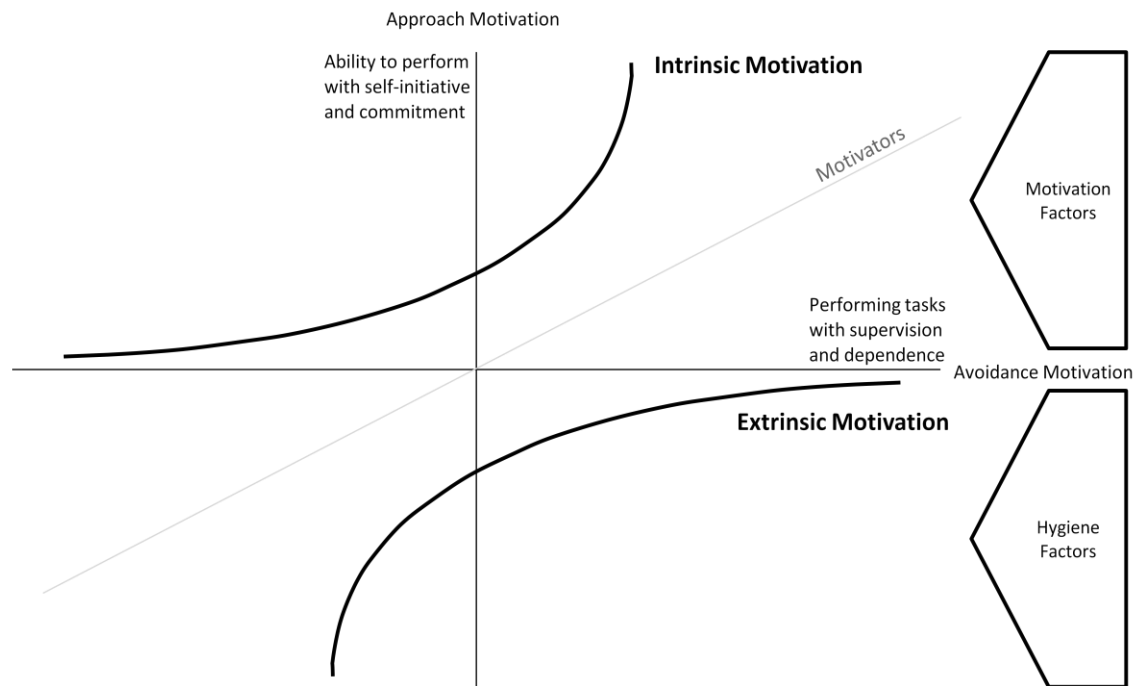 Approach Motivation
Ability to perform
with self-initiative
and commitment
Intrinsic Motivation
Motivators
Motivation
Factors
Performing tasks
with supervision
and dependence
Avoidance Motivation
Extrinsic Motivation
Hygiene
Factors